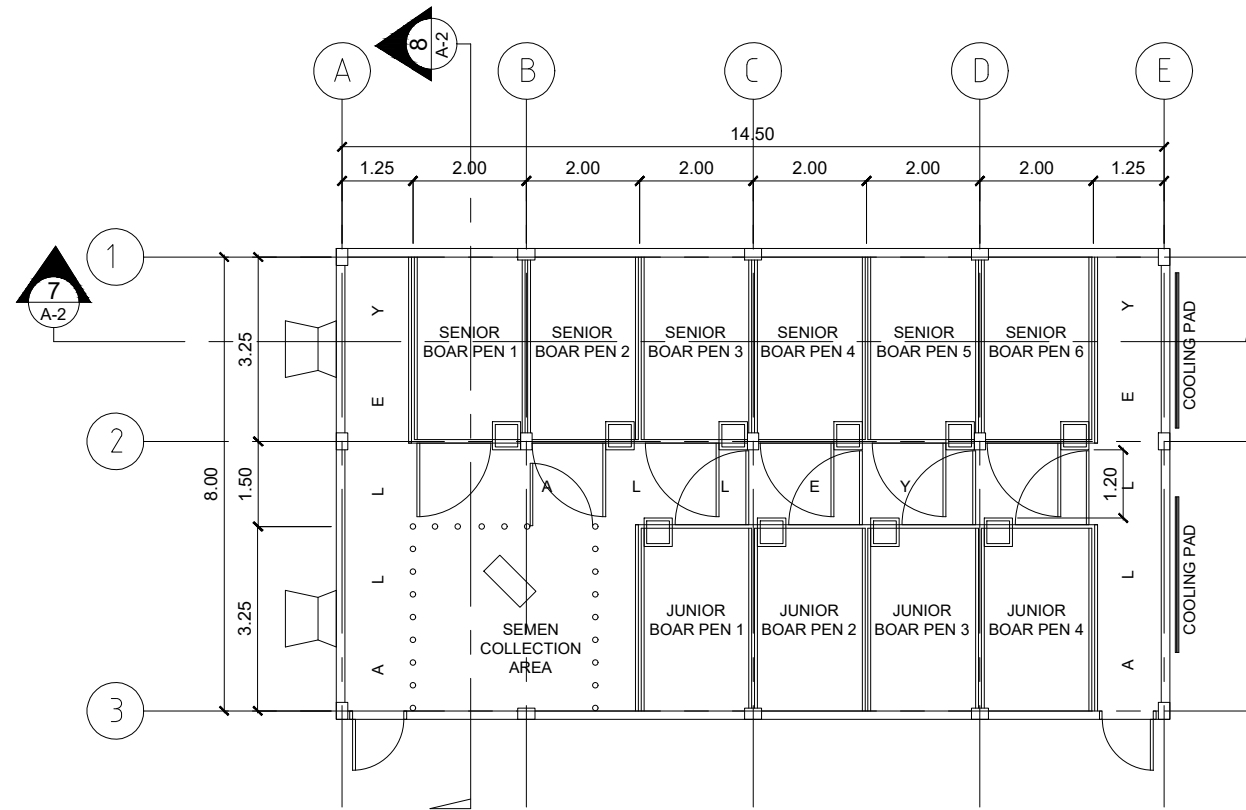 8
A-2
A
B
C
D
E
14.50
1.25
2.00
2.00
2.00
2.00
2.00
2.00
1.25
1
7
A-2
2
3
8.00
3.25
1.50
3.25
A L L E Y
SENIOR
BOAR PEN 1
SENIOR
BOAR PEN 2
SENIOR
BOAR PEN 3
SENIOR
BOAR PEN 4
SENIOR
BOAR PEN 5
SENIOR
BOAR PEN 6
A L L E Y
COOLING PAD
A L L E Y
1.20
SEMEN
COLLECTION
AREA
JUNIOR
BOAR PEN 1
JUNIOR
BOAR PEN 2
JUNIOR
BOAR PEN 3
JUNIOR
BOAR PEN 4
COOLING PAD